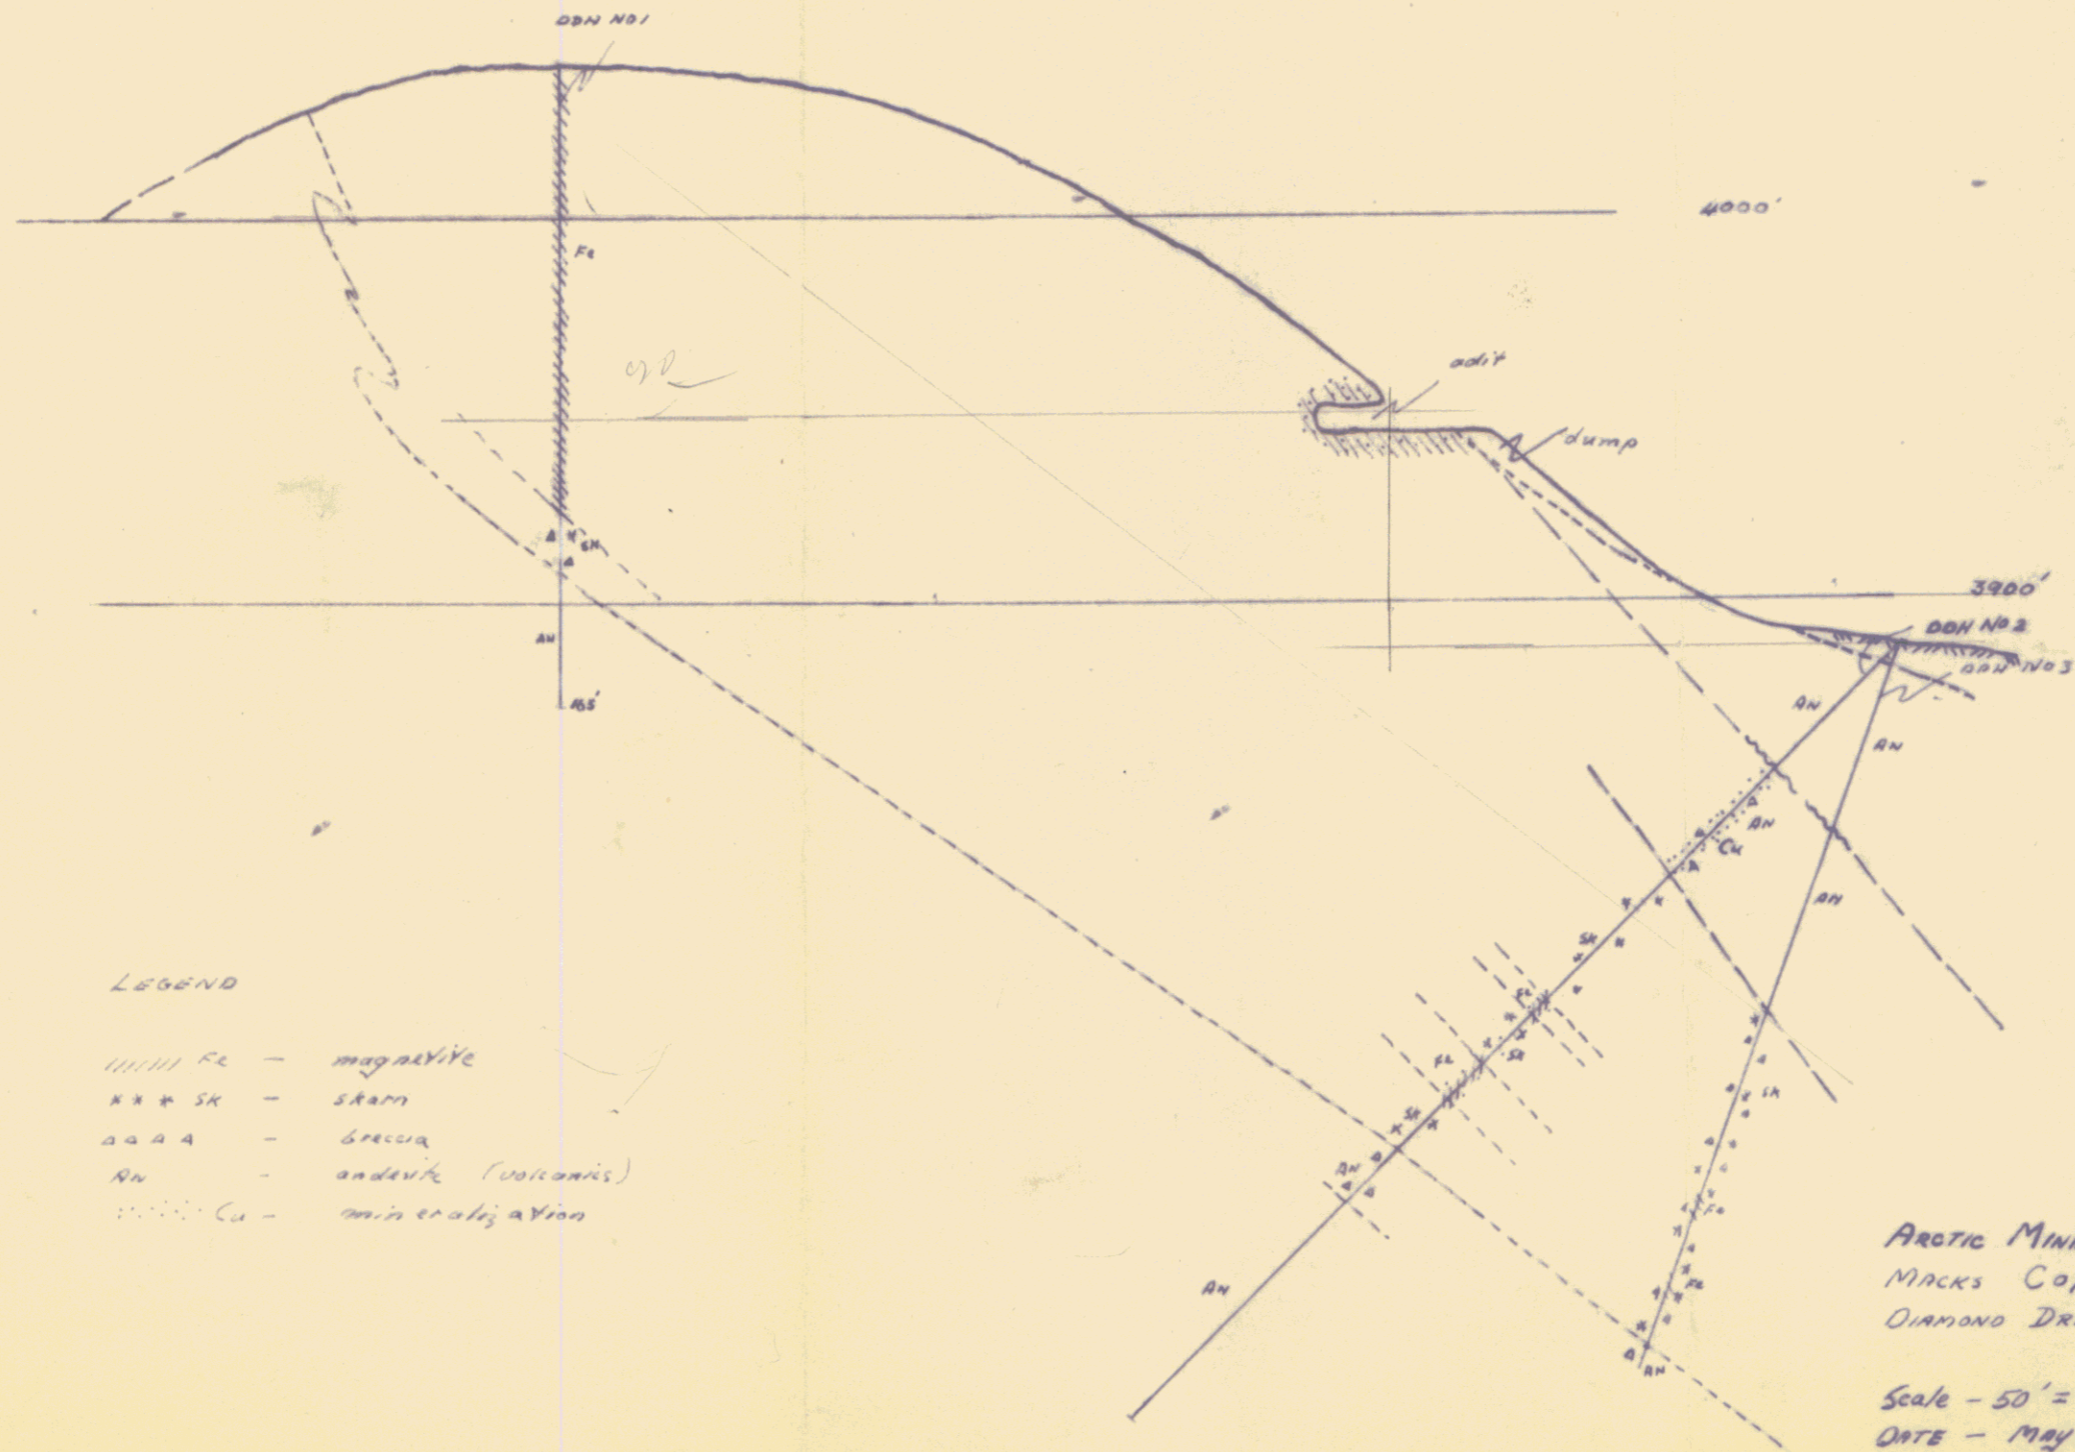 DDH NO1
4000'
Fe
adit
dump
3900'
DDH NO 2
DDH NO 3
SK
AN
165'
AN
AN
AN
Cu
AN
SK
Fe
SK
Fe
SK
SK
AN
Fe
Fe
AN
AN
LEGEND
////// Fe - magnetite
x x x SK - skarn
△ △ △ △ - breccia
AN - andesite (volcanics)
:::::: Cu - mineralization
ARCTIC MIN
MACKS CO
DIAMOND DR
Scale - 50' =
DATE - MAY